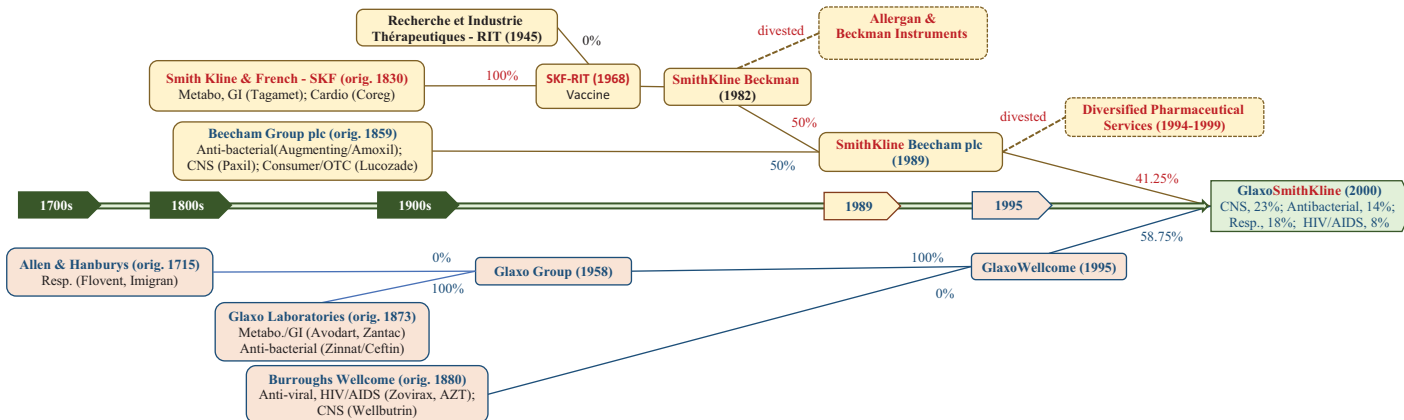 Recherche et Industrie
Thérapeutiques - RIT (1945)
0%
divested
Allergan &
Beckman Instruments
Smith Kline & French - SKF (orig. 1830)
Metabo, GI (Tagamet); Cardio (Coreg)
100%
SKF-RIT (1968)
Vaccine
SmithKline Beckman
(1982)
50%
divested
Diversified Pharmaceutical
Services (1994-1999)
Beecham Group plc (orig. 1859)
Anti-bacterial(Augmenting/Amoxil);
CNS (Paxil); Consumer/OTC (Lucozade)
50%
SmithKline Beecham plc
(1989)
41.25%
1700s
1800s
1900s
1989
1995
GlaxoSmithKline (2000)
CNS, 23%; Antibacterial, 14%;
Resp., 18%; HIV/AIDS, 8%
58.75%
Allen & Hanburys (orig. 1715)
Resp. (Flovent, Imigran)
0%
100%
Glaxo Group (1958)
100%
0%
GlaxoWellcome (1995)
Glaxo Laboratories (orig. 1873)
Metabo./GI (Avodart, Zantac)
Anti-bacterial (Zinnat/Ceftin)
Burroughs Wellcome (orig. 1880)
Anti-viral, HIV/AIDS (Zovirax, AZT);
CNS (Wellbutrin)